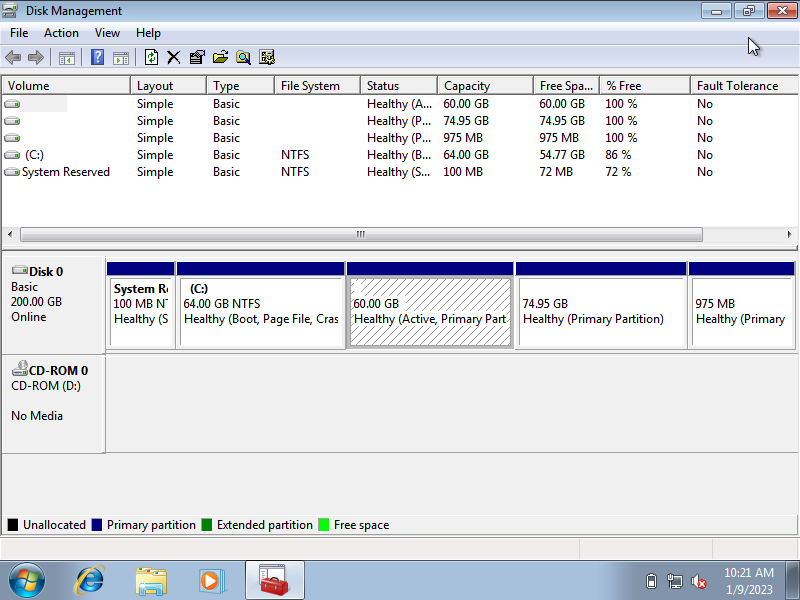 Disk Management
File Action View Help
Volume Layout Type File System Status Capacity Free Spa... % Free Fault Tolerance
Simple Basic Healthy (A... 60.00 GB 60.00 GB 100 % No
Simple Basic Healthy (P... 74.95 GB 74.95 GB 100 % No
Simple Basic Healthy (P... 975 MB 975 MB 100 % No
(C:) Simple Basic NTFS Healthy (B... 64.00 GB 54.77 GB 86 % No
System Reserved Simple Basic NTFS Healthy (S... 100 MB 72 MB 72 % No
Disk 0
Basic
200.00 GB
Online
System R
100 MB NT
Healthy (S
(C:)
64.00 GB NTFS
Healthy (Boot, Page File, Cras
60.00 GB
Healthy (Active, Primary Part
74.95 GB
Healthy (Primary Partition)
975 MB
Healthy (Primary
CD-ROM 0
CD-ROM (D:)
No Media
Unallocated Primary partition Extended partition Free space
10:21 AM
1/9/2023